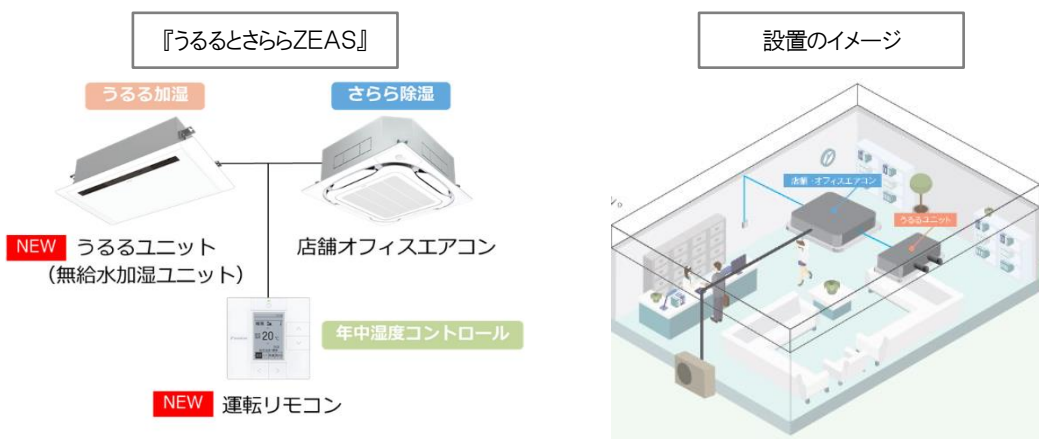 『うるるとさららZEAS』
設置のイメージ
うるる加湿
さらら除湿
NEW うるるユニット
(無給水加湿ユニット)
店舗オフィスエアコン
20
年中湿度コントロール
NEW 運転リモコン
店舗・オフィスエアコン
うるるユニット